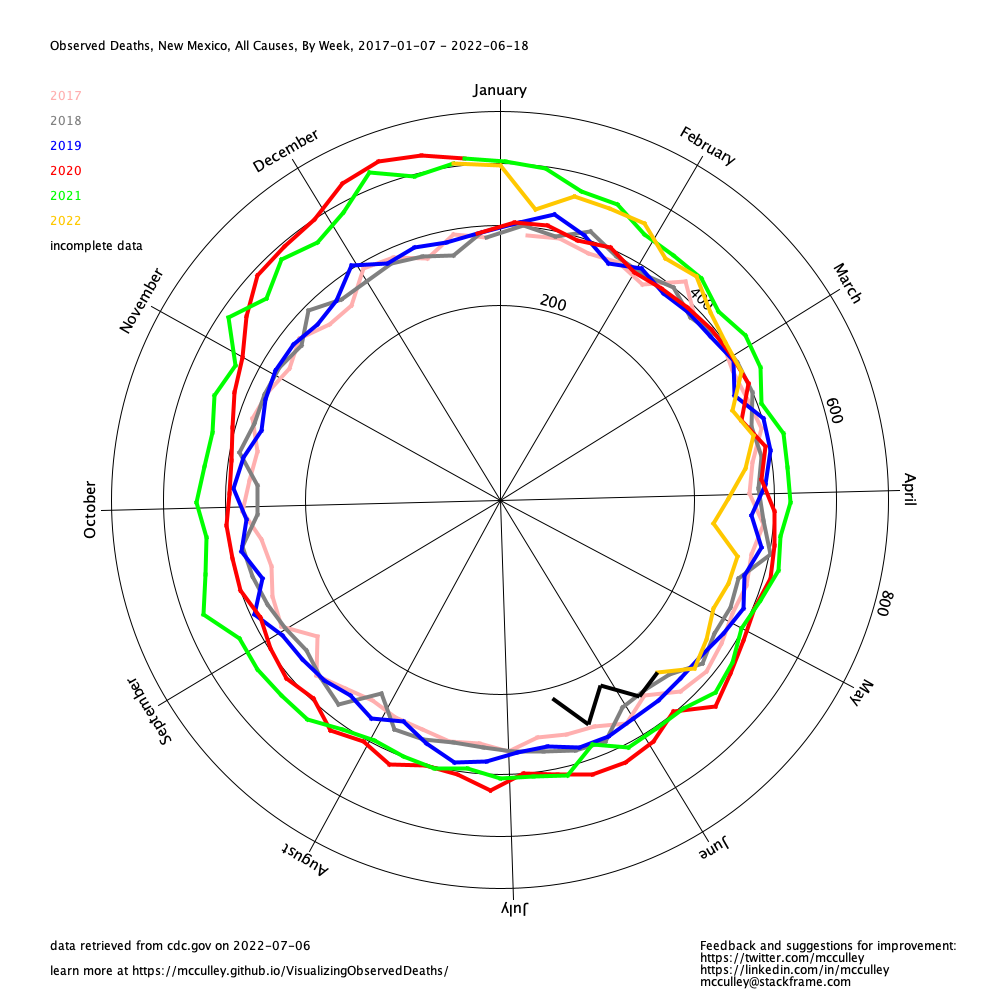 Observed Deaths, New Mexico, All Causes, By Week, 2017-01-07 - 2022-06-18
2017
2018
2019
2020
2021
2022
incomplete data
January
February
March
April
May
June
July
August
September
October
November
December
200
400
600
800
data retrieved from cdc.gov on 2022-07-06
learn more at https://mcculley.github.io/VisualizingObservedDeaths/
Feedback and suggestions for improvement:
https://twitter.com/mcculley
https://linkedin.com/in/mcculley
mcculley@stackframe.com